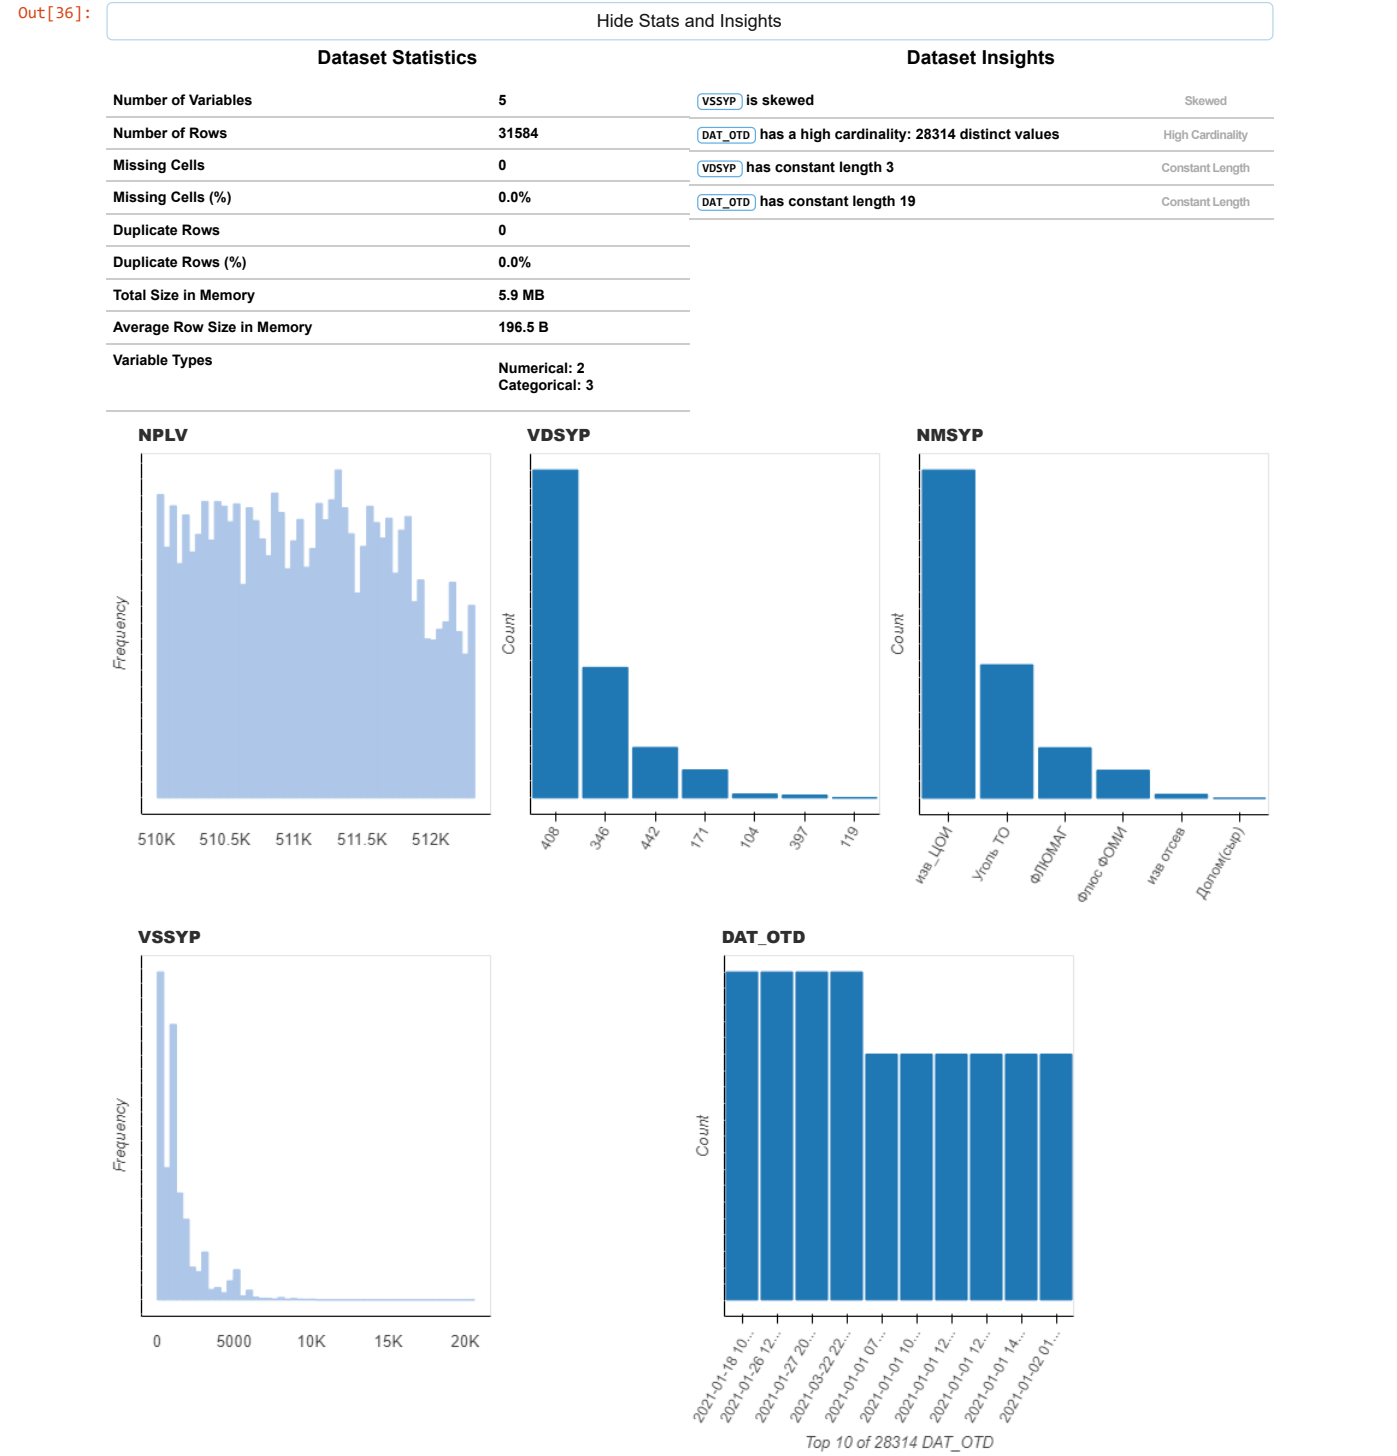 Out[36]:
Hide Stats and Insights
Dataset Statistics
Number of Variables 5
Number of Rows 31584
Missing Cells 0
Missing Cells (%) 0.0%
Duplicate Rows 0
Duplicate Rows (%) 0.0%
Total Size in Memory 5.9 MB
Average Row Size in Memory 196.5 B
Variable Types Numerical: 2
Categorical: 3
Dataset Insights
VSSYP is skewed Skewed
DAT_OTD has a high cardinality: 28314 distinct values High Cardinality
VDSYP has constant length 3 Constant Length
DAT_OTD has constant length 19 Constant Length
NPLV
Frequency
510K 510.5K 511K 511.5K 512K
VDSYP
Count
408
346
442
171
104
397
119
NMSYP
Count
изв_ЦОИ
Уголь ТО
ФЛЮМАГ
Флюс ФОМИ
изв отсев
Долом(сыр)
VSSYP
Frequency
0 5000 10K 15K 20K
DAT_OTD
Count
2021-01-18 10...
2021-01-26 12...
2021-01-27 20...
2021-03-22 22...
2021-01-01 07...
2021-01-01 10...
2021-01-01 12...
2021-01-01 12...
2021-01-01 14...
2021-01-02 01...
Top 10 of 28314 DAT_OTD